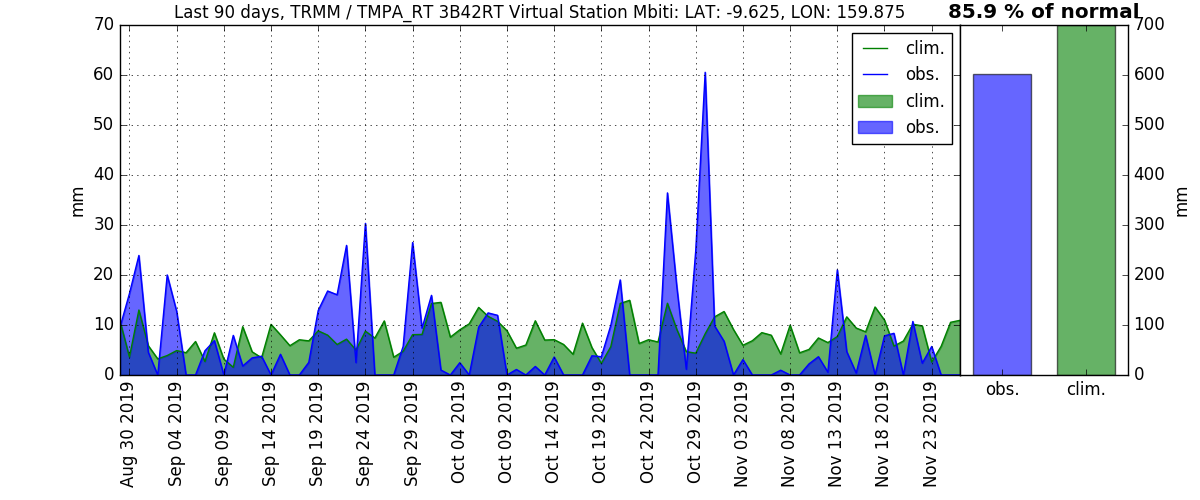 Last 90 days, TRMM / TMPA_RT 3B42RT Virtual Station Mbiti: LAT: -9.625, LON: 159.875
85.9 % of normal
70
60
50
40
30
20
10
0
mm
clim.
obs.
clim.
obs.
Aug 30 2019
Sep 04 2019
Sep 09 2019
Sep 14 2019
Sep 19 2019
Sep 24 2019
Sep 29 2019
Oct 04 2019
Oct 09 2019
Oct 14 2019
Oct 19 2019
Oct 24 2019
Oct 29 2019
Nov 03 2019
Nov 08 2019
Nov 13 2019
Nov 18 2019
Nov 23 2019
700
600
500
400
300
200
100
0
mm
obs.
clim.